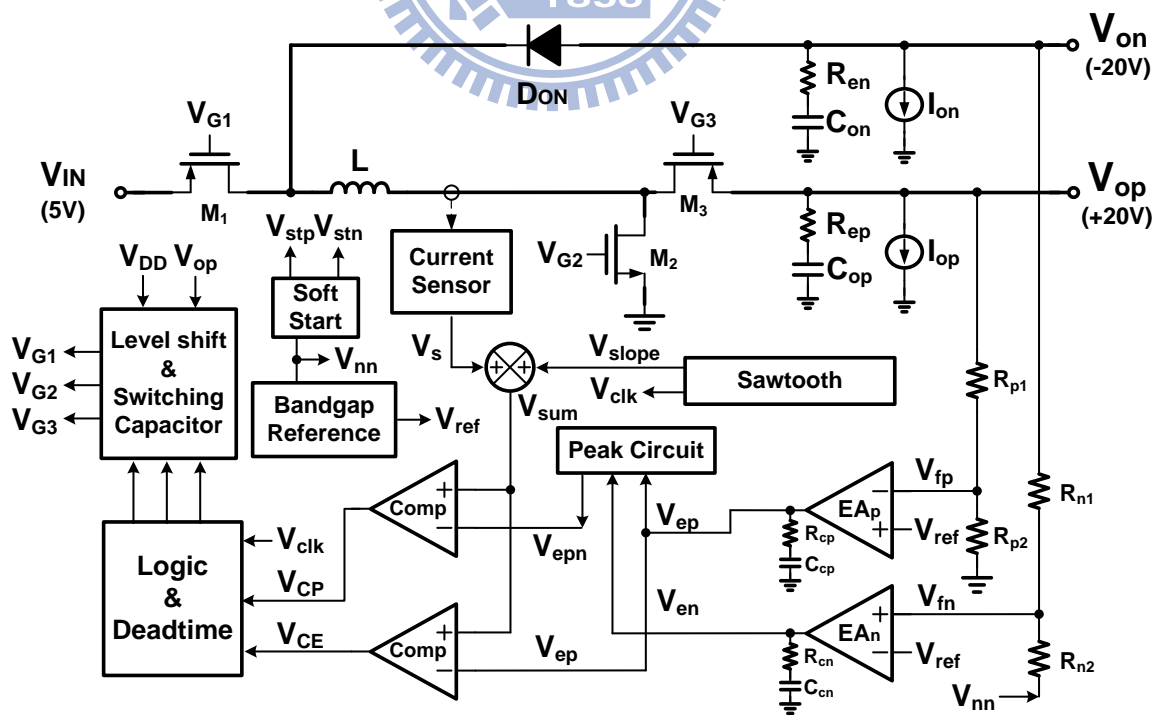 1896
Von
(-20V)
DON
Ren
Con
Ion
VG1
VG3
VIN
(5V)
M1
L
M3
Vop
(+20V)
Vstp
Vstn
Current
Sensor
VG2
M2
Rep
Cop
Iop
VDD
Vop
Soft
Start
Level shift
&
Switching
Capacitor
VG1
VG2
VG3
Vnn
Bandgap
Reference
Vref
Vs
+
+
Vslope
Vclk
Sawtooth
Vsum
Rp1
Peak Circuit
Comp
+
−
Vepn
Vep
Rcp
Ccp
EAp
−
+
Vfp
Vref
Rp2
Rn1
Logic
&
Deadtime
Vclk
VCP
VCE
Comp
+
−
Vep
Ven
Rcn
Ccn
EAn
+
−
Vfn
Vref
Rn2
Vnn